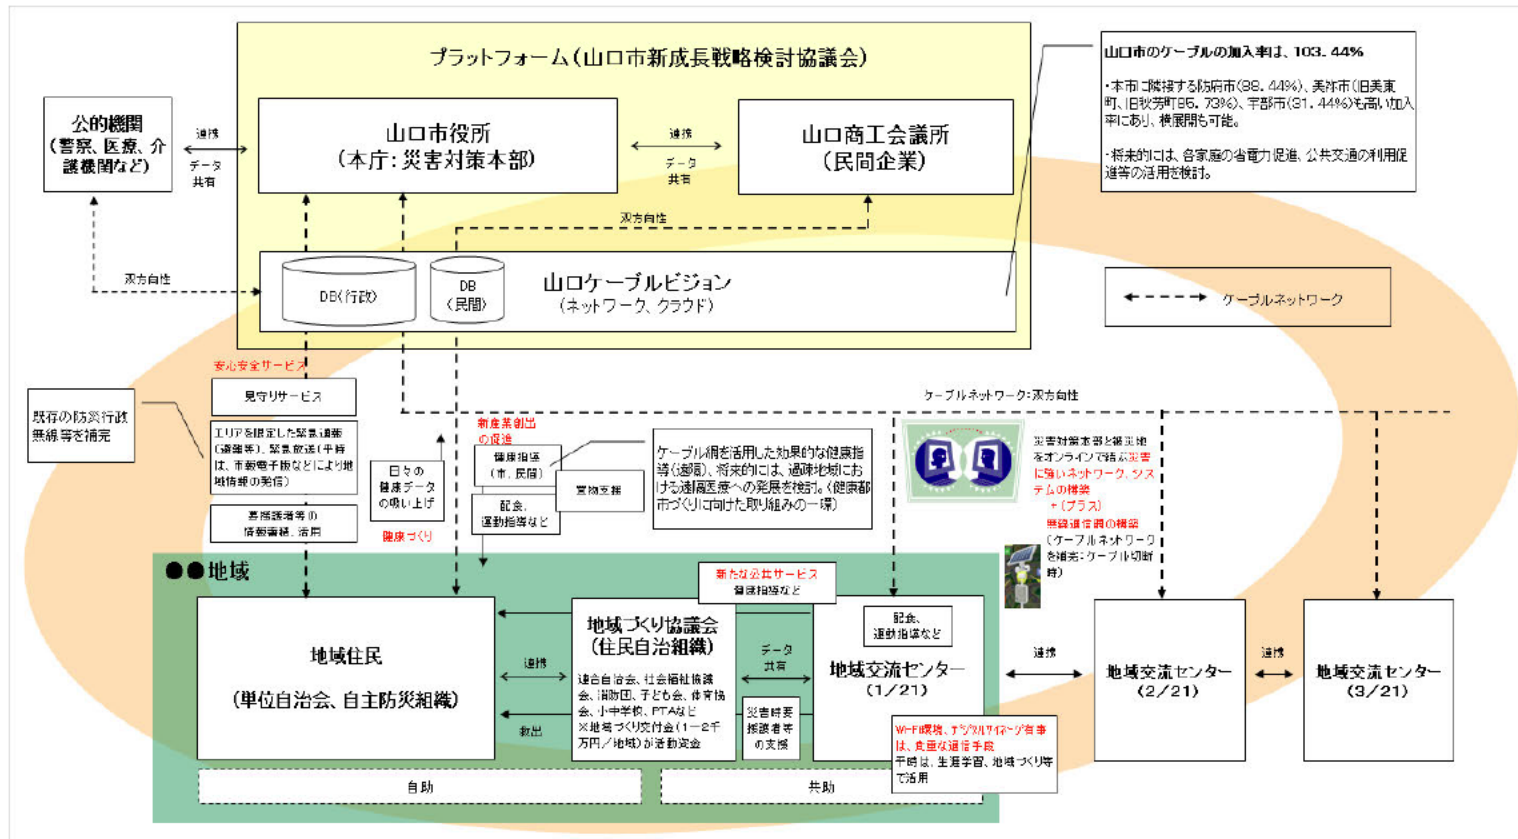 プラットフォーム(山口市新成長戦略検討協議会)
公的機関
(警察、医療、介
護機関など)
連携
データ
共有
山口市役所
(本庁:災害対策本部)
連携
データ
共有
山口商工会議所
(民間企業)
山口市のケーブルの加入率は、103.44%
・本市に隣接する防府市(88.44%)、美祢市(旧美東
町、旧秋芳町85.73%)、宇部市(31.44%)も高い加入
率にあり、横展開も可能。
・将来的には、各家庭の省電力促進、公共交通の利用促
進等の活用を検討。
双方向性
双方向性
DB(行政)
DB
(民間)
山口ケーブルビジョン
(ネットワーク、クラウド)
ケーブルネットワーク
安心安全サービス
見守りサービス
既存の防災行政
無線等を補完
エリアを限定した緊急通報
(避難等)、緊急放送(平時
は、市報電子版などにより地
域情報の発信)
要援護者等の
情報蓄積、活用
日々の
健康データ
の吸い上げ
健康づくり
新産業創出
の促進
健康指導
(市、民間)
配食、
運動指導など
買物支援
ケーブル網を活用した効果的な健康指
導(遠隔)、将来的には、過疎地域にお
ける遠隔医療への発展を検討。(健康都
市づくりに向けた取り組みの一環)
ケーブルネットワーク:双方向性
災害対策本部と被災地
をオンラインで結ぶ災害
に強いネットワーク、シス
テムの構築
+(プラス)
無線通信網の構築
(ケーブルネットワーク
を補完:ケーブル切断
時)
●●地域
地域住民
(単位自治会、自主防災組織)
連携
救出
地域づくり協議会
(住民自治組織)
連合自治会、社会福祉協議
会、消防団、子ども会、体育協
会、小中学校、PTAなど
※地域づくり交付金(1~2千
万円/地域)が活動資金
新たな公共サービス
健康指導など
データ
共有
災害時要
援護者等
の支援
配食、
運動指導など
地域交流センター
(1/21)
Wi-Fi環境、デジタルサイネージ有事
は、貴重な通信手段
平時は、生涯学習、地域づくり等
で活用
連携
地域交流センター
(2/21)
連携
地域交流センター
(3/21)
自助
共助